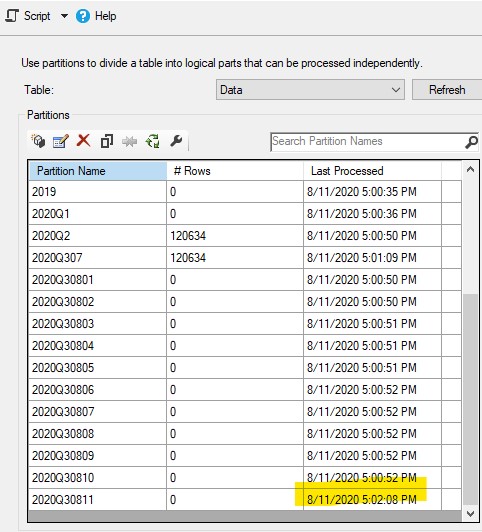 Script Help
Use partitions to divide a table into logical parts that can be processed independently.
Table: Data Refresh
Partitions
Search Partition Names
Partition Name # Rows Last Processed
2019 0 8/11/2020 5:00:35 PM
2020Q1 0 8/11/2020 5:00:36 PM
2020Q2 120634 8/11/2020 5:00:50 PM
2020Q307 120634 8/11/2020 5:01:09 PM
2020Q30801 0 8/11/2020 5:00:50 PM
2020Q30802 0 8/11/2020 5:00:50 PM
2020Q30803 0 8/11/2020 5:00:51 PM
2020Q30804 0 8/11/2020 5:00:51 PM
2020Q30805 0 8/11/2020 5:00:51 PM
2020Q30806 0 8/11/2020 5:00:52 PM
2020Q30807 0 8/11/2020 5:00:52 PM
2020Q30808 0 8/11/2020 5:00:52 PM
2020Q30809 0 8/11/2020 5:00:52 PM
2020Q30810 0 8/11/2020 5:00:52 PM
2020Q30811 0 8/11/2020 5:02:08 PM